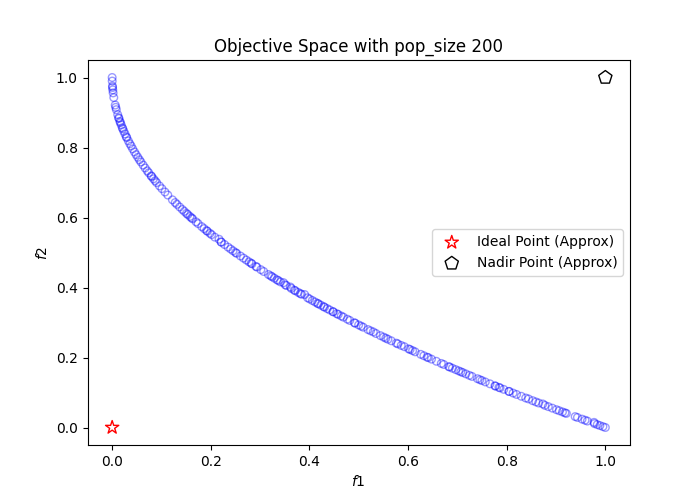 Objective Space with pop_size 200
1.0
0.8
0.6
0.4
0.2
0.0
f2
Ideal Point (Approx)
Nadir Point (Approx)
0.0 0.2 0.4 0.6 0.8 1.0
f1